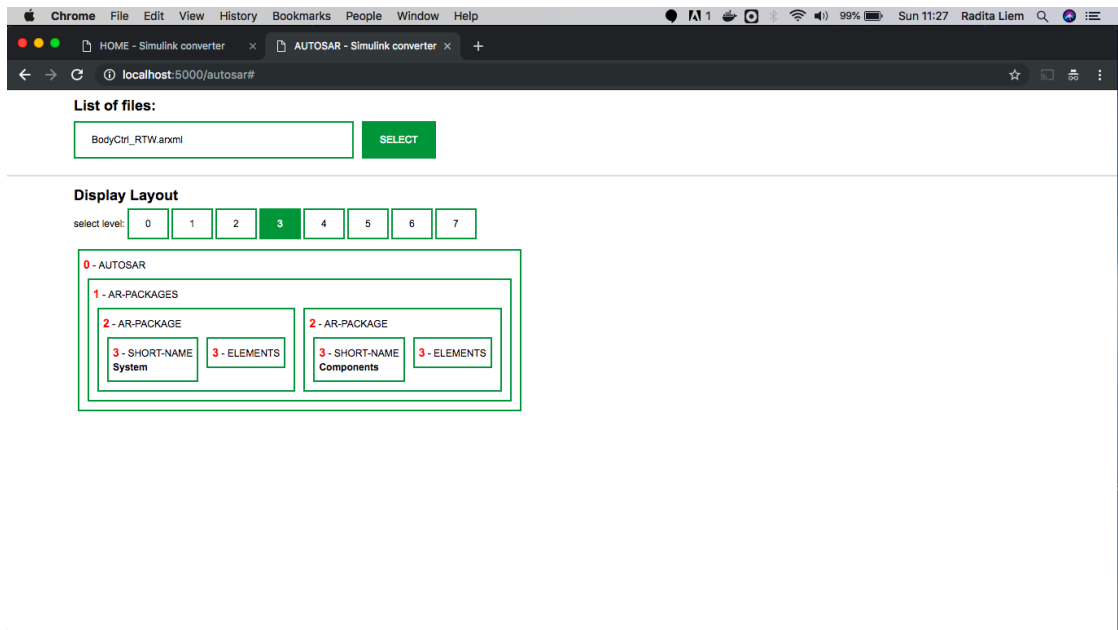 Chrome File Edit View History Bookmarks People Window Help 1 99% Sun 11:27 Radita Liem
HOME - Simulink converter × AUTOSAR - Simulink converter × +
localhost:5000/autosar#
List of files:
BodyCtrl_RTW.arxml SELECT
Display Layout
select level: 0 1 2 3 4 5 6 7
0 - AUTOSAR
1 - AR-PACKAGES
2 - AR-PACKAGE 2 - AR-PACKAGE
3 - SHORT-NAME 3 - ELEMENTS 3 - SHORT-NAME 3 - ELEMENTS
System Components